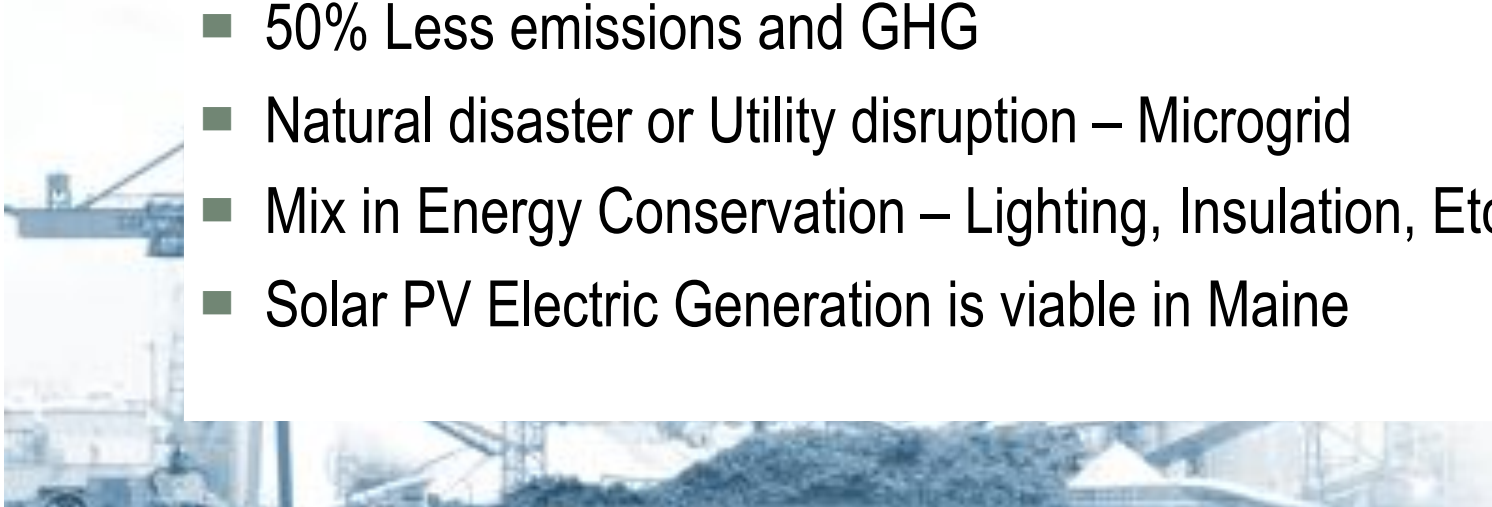 50% Less emissions and GHG
Natural disaster or Utility disruption – Microgrid
Mix in Energy Conservation – Lighting, Insulation,
Solar PV Electric Generation is viable in Maine